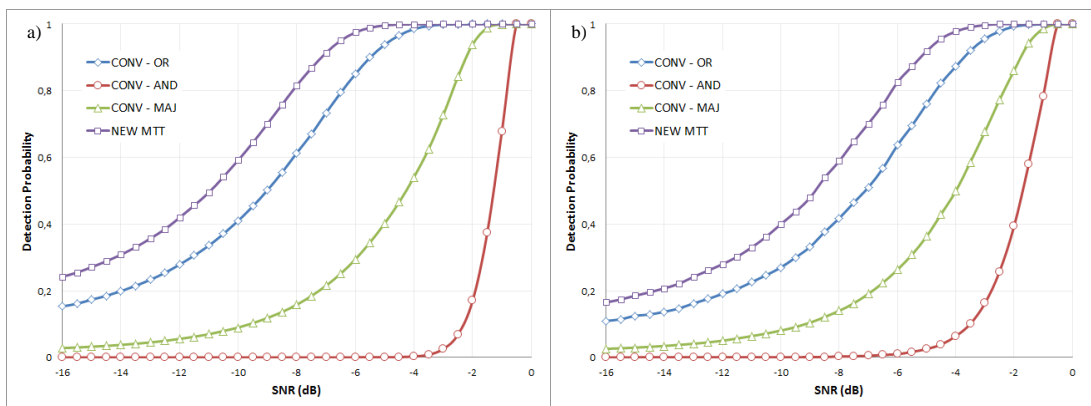 a)
1
0,8
0,6
0,4
0,2
0
Detection Probability
CONV - OR
CONV - AND
CONV - MAJ
NEW MTT
-16 -14 -12 -10 -8 -6 -4 -2 0
SNR (dB)
b)
1
0,8
0,6
0,4
0,2
0
Detection Probability
CONV - OR
CONV - AND
CONV - MAJ
NEW MTT
-16 -14 -12 -10 -8 -6 -4 -2 0
SNR (dB)